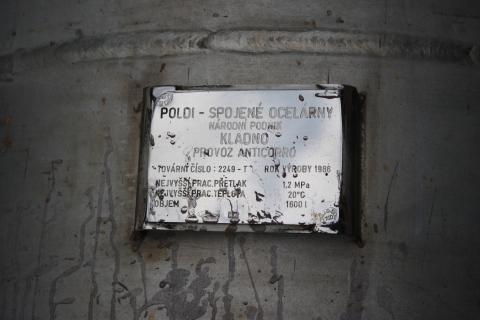 POLDI - SPOJENÉ OCELÁRNY
NÁRODNÍ PODNIK
KLADNO
PROVOZ ANTICORRO
TOVÁRNÍ ČÍSLO : 2249 - T ROK VÝROBY 1986
NEJVYŠŠÍ PRAC. PŘETLAK 1,2 MPa
NEJVYŠŠÍ PRAC. TEPLOTA 20°C
OBJEM 1600 l